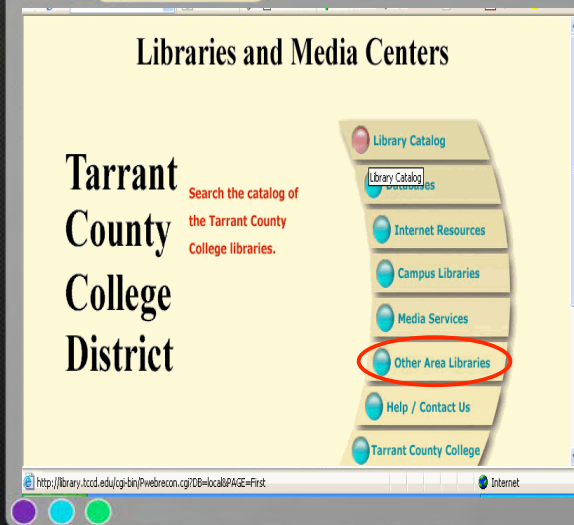 Libraries and Media Centers
Tarrant
County
College
District
Search the catalog of
the Tarrant County
College libraries.
Library Catalog
Library Catalog
Databases
Internet Resources
Campus Libraries
Media Services
Other Area Libraries
Help / Contact Us
Tarrant County College
http://library.tccd.edu/cgi-bin/Pwebrecon.cgi?DB=local&PAGE=First
Internet